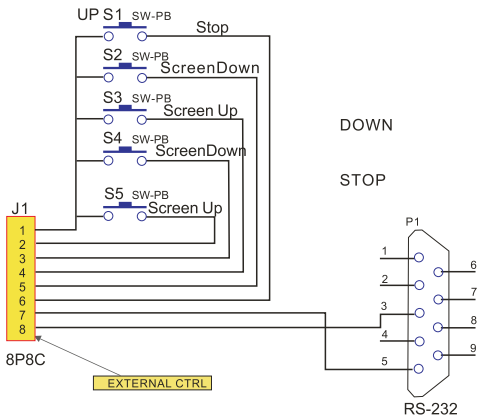 UP S1 SW-PB
Stop
S2 SW-PB
ScreenDown
S3 SW-PB
Screen Up
S4 SW-PB
ScreenDown
S5 SW-PB
Screen Up
DOWN
STOP
J1
1
2
3
4
5
6
7
8
8P8C
EXTERNAL CTRL
P1
1
6
2
7
3
8
4
9
5
RS-232